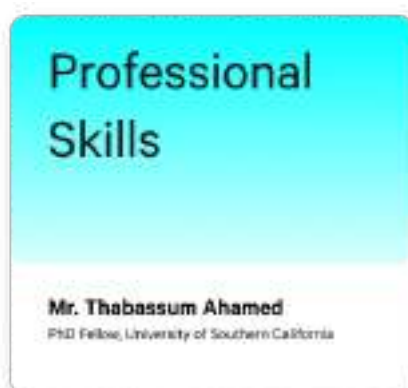 Professional
Skills
Mr. Thabassum Ahamed
PhD Fellow, University of Southern California